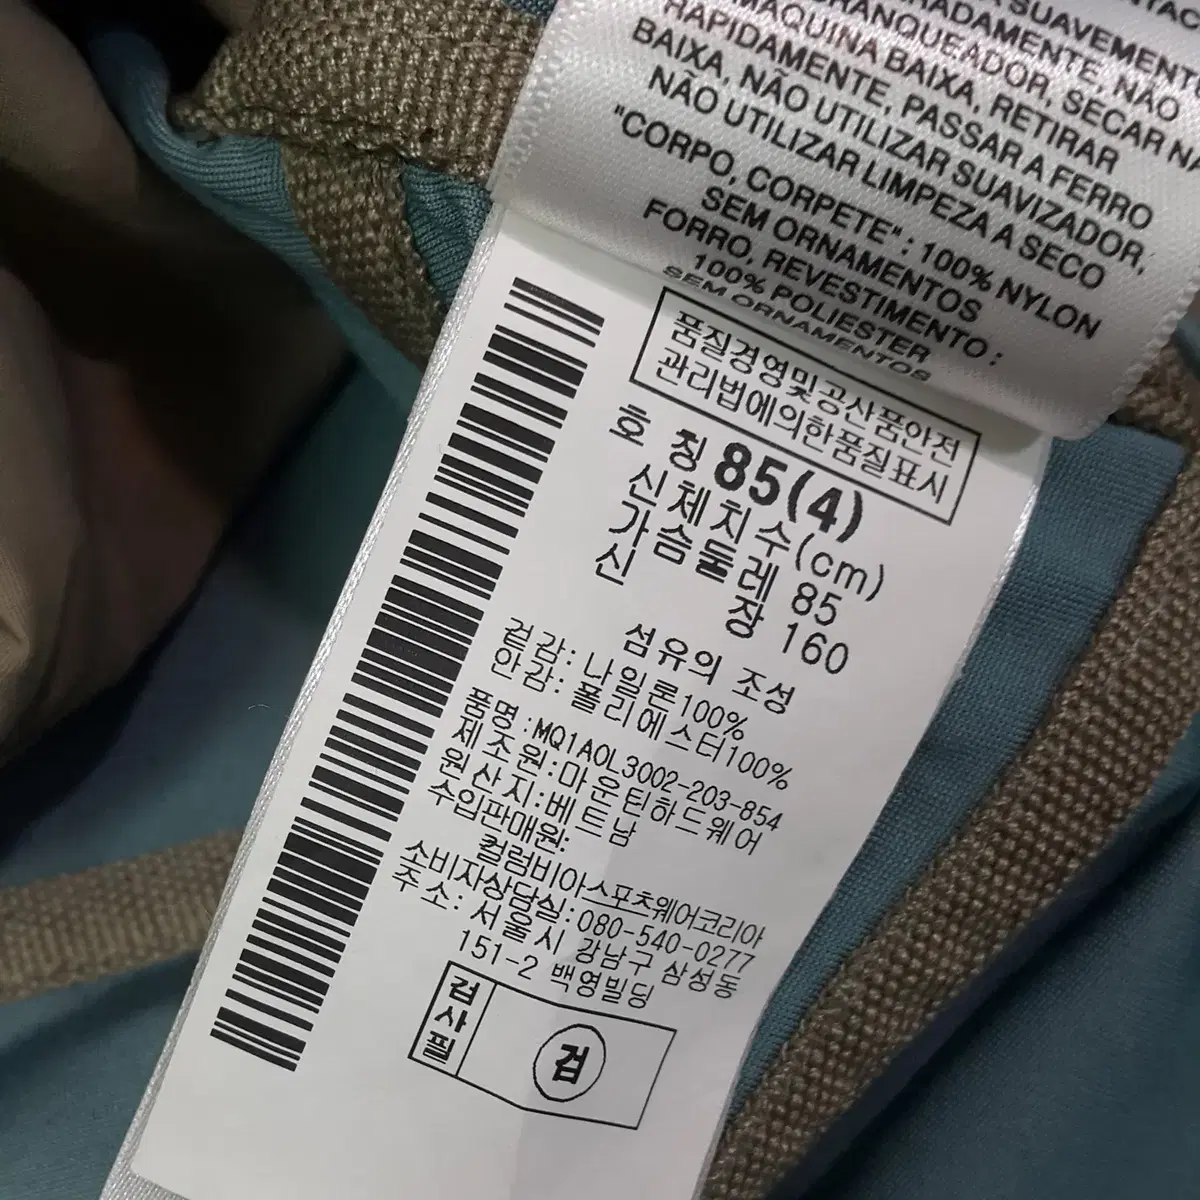 SUAVEMENT
RADAMENTE, NÃO
BRANQUEADOR, SECAR NA
MÁQUINA BAIXA, RETIRAR
RAPIDAMENTE, PASSAR A FERRO
BAIXA, NÃO UTILIZAR SUAVIZADOR,
NÃO UTILIZAR LIMPEZA A SECO
"CORPO, CORPETE" : 100% NYLON
SEM ORNAMENTOS
FORRO, REVESTIMENTO :
100% POLIESTER
SEM ORNAMENTOS
품질경영및공산품안전
관리법에의한품질표시
호 칭 85(4)
신체치수(cm)
가슴둘레 85
신 장 160
섬유의 조성
겉감: 나일론100%
안감: 폴리에스터100%
품명 :MQ1AOL3002-203-854
제조원:마운틴하드웨어
원산지:베트남
수입판매원:
컬럼비아스포츠웨어코리아
소비자상담실:080-540-0277
주소: 서울시 강남구 삼성동
151-2 백영빌딩
검사필
검